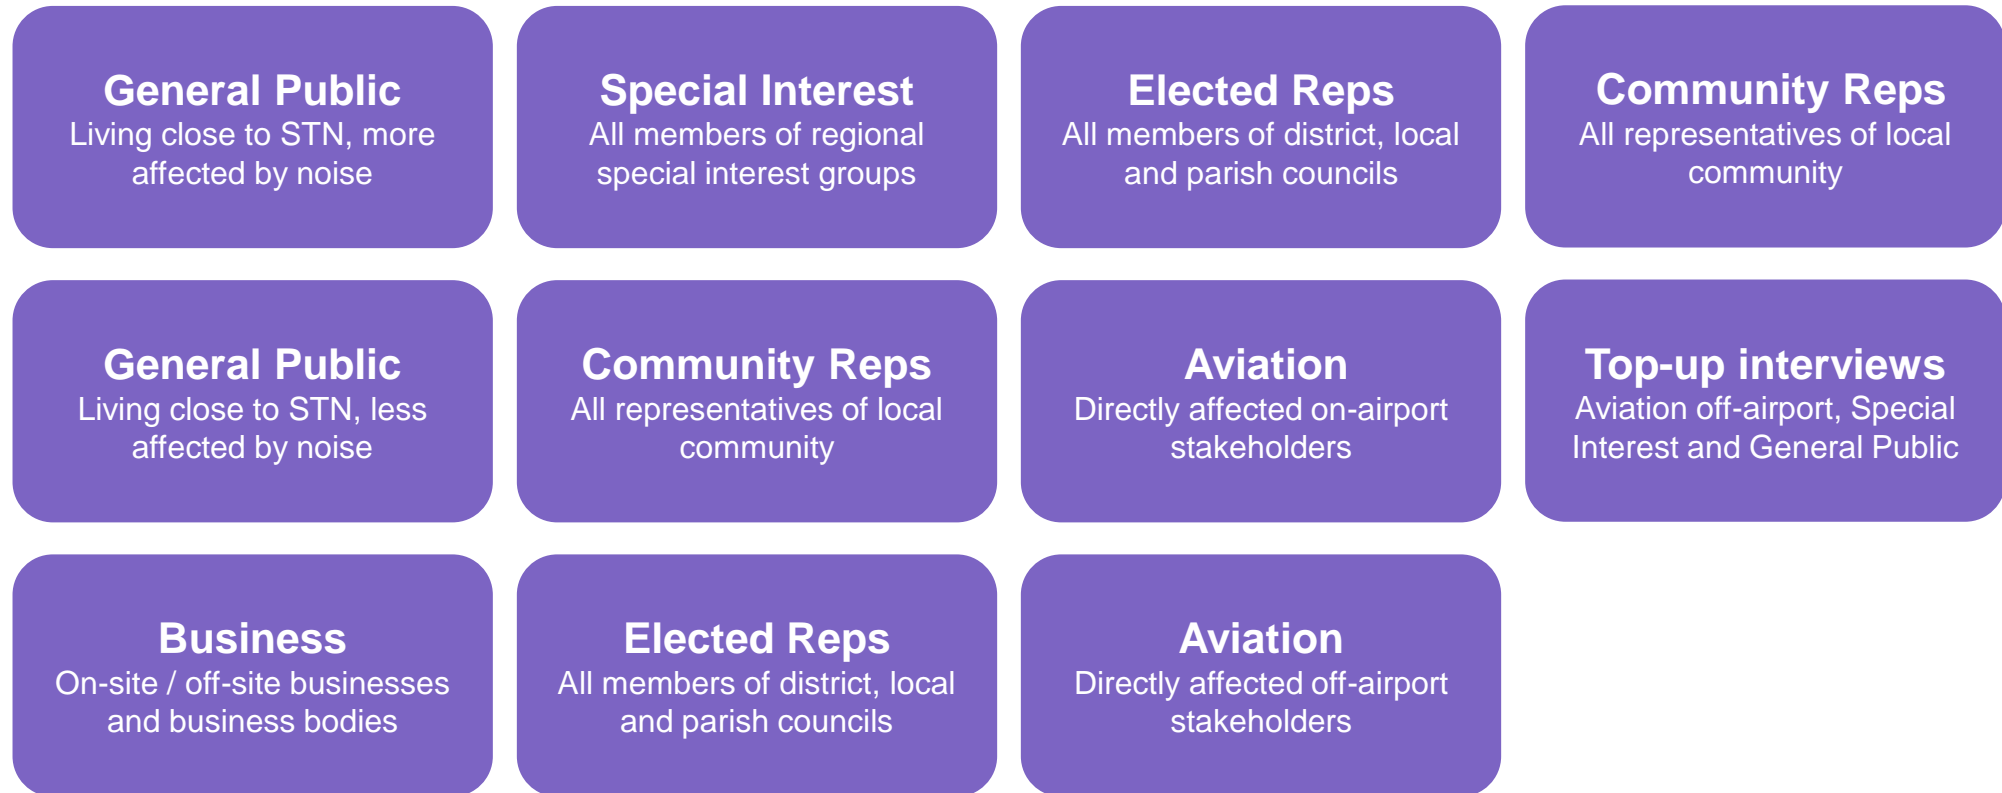 General Public
Living close to STN, more
affected by noise
Special Interest
All members of regional
special interest groups
Elected Reps
All members of district, local
and parish councils
Community Reps
All representatives of local
community
General Public
Living close to STN, less
affected by noise
Community Reps
All representatives of local
community
Aviation
Directly affected on-airport
stakeholders
Top-up interviews
Aviation off-airport, Special
Interest and General Public
Business
On-site / off-site businesses
and business bodies
Elected Reps
All members of district, local
and parish councils
Aviation
Directly affected off-airport
stakeholders